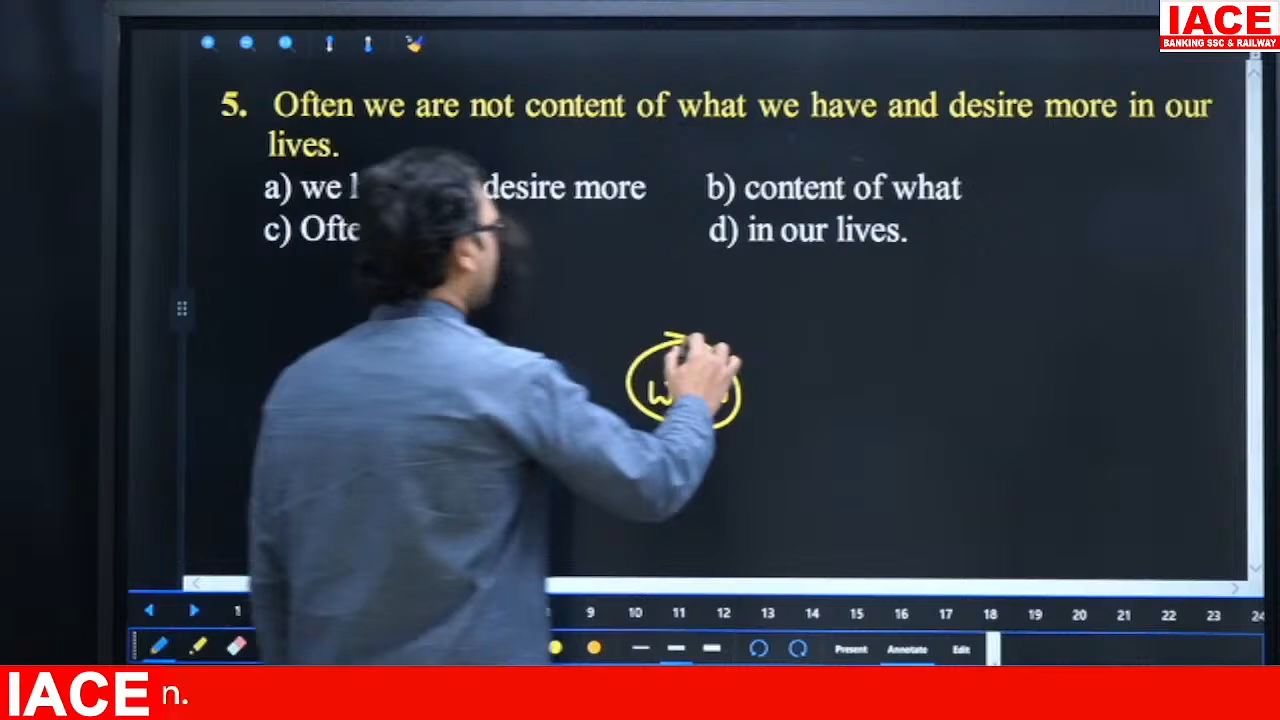 IACE
BANKING SSC & RAILWAY
5. Often we are not content of what we have and desire more in our
lives.
a) we desire more b) content of what
c) d) in our lives.
1 9 10 11 12 13 14 15 16 17 18 19 20 21 22 23 24
Present Annotate Edit
IACE n.